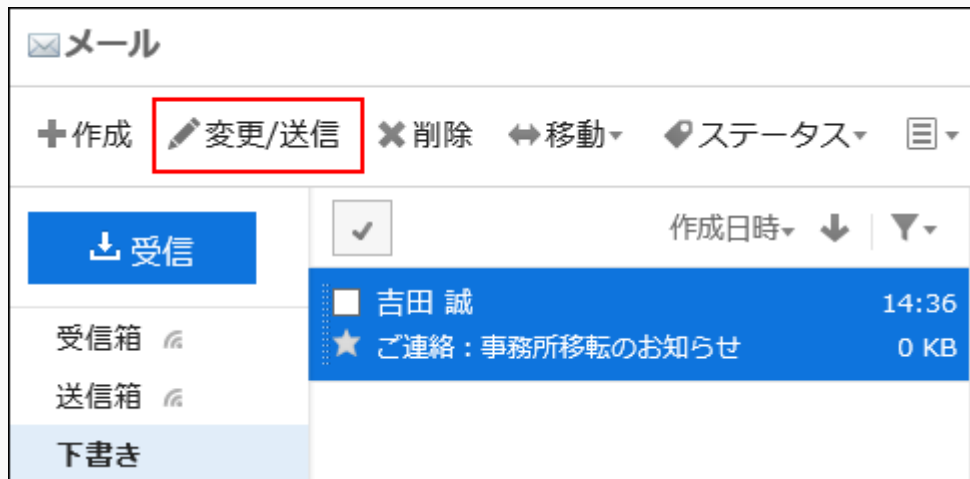 メール
作成 変更/送信 削除 移動 ステータス
受信
作成日時
吉田 誠 14:36
ご連絡：事務所移転のお知らせ 0 KB
受信箱
送信箱
下書き